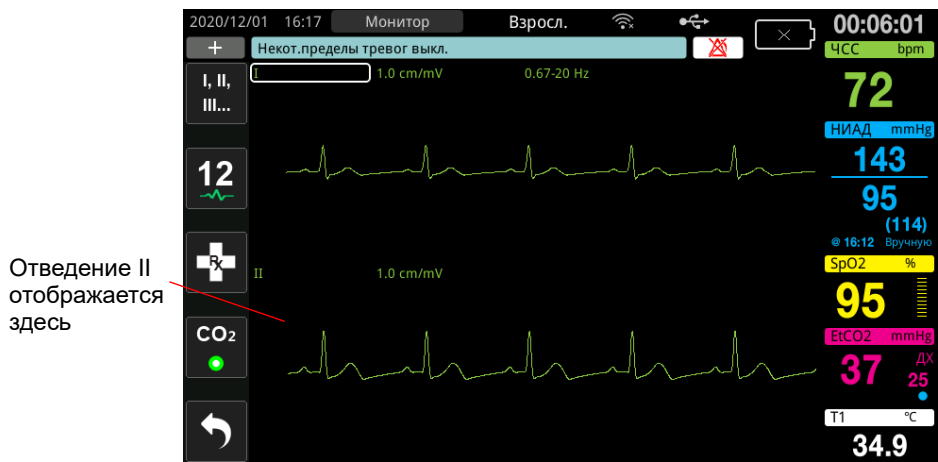 2020/12/01 16:17 Монитор Взросл. 00:06:01
Некот.пределы тревог выкл.
ЧСС bpm
72
I, II,
III...
I 1.0 cm/mV 0.67-20 Hz
НИАД mmHg
143
95
(114)
@ 16:12 Вручную
12
Rx
II 1.0 cm/mV
SpO2 %
95
Отведение II
отображается
здесь
CO2
EtCO2 mmHg
37
ДХ
25
T1 °C
34.9